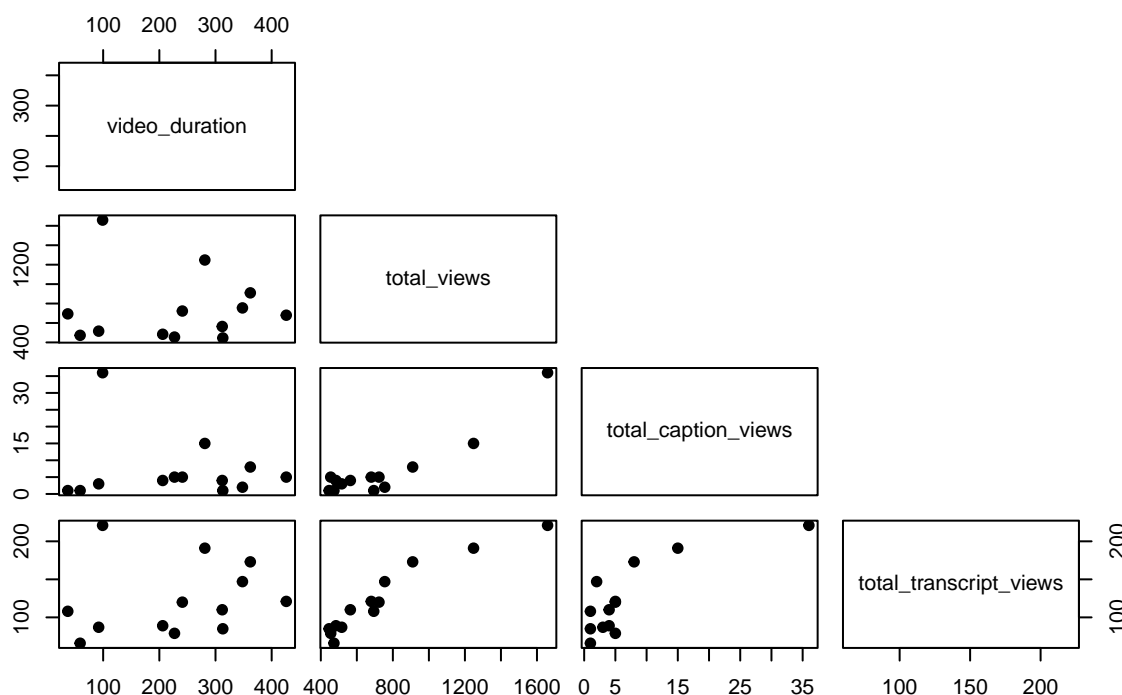 100 200 300 400
100 300
video_duration
400 1200
total_views
0 15 30
total_caption_views
100 200
total_transcript_views
100 200
100 200 300 400
400 800 1200 1600
0 5 15 25 35
100 150 200